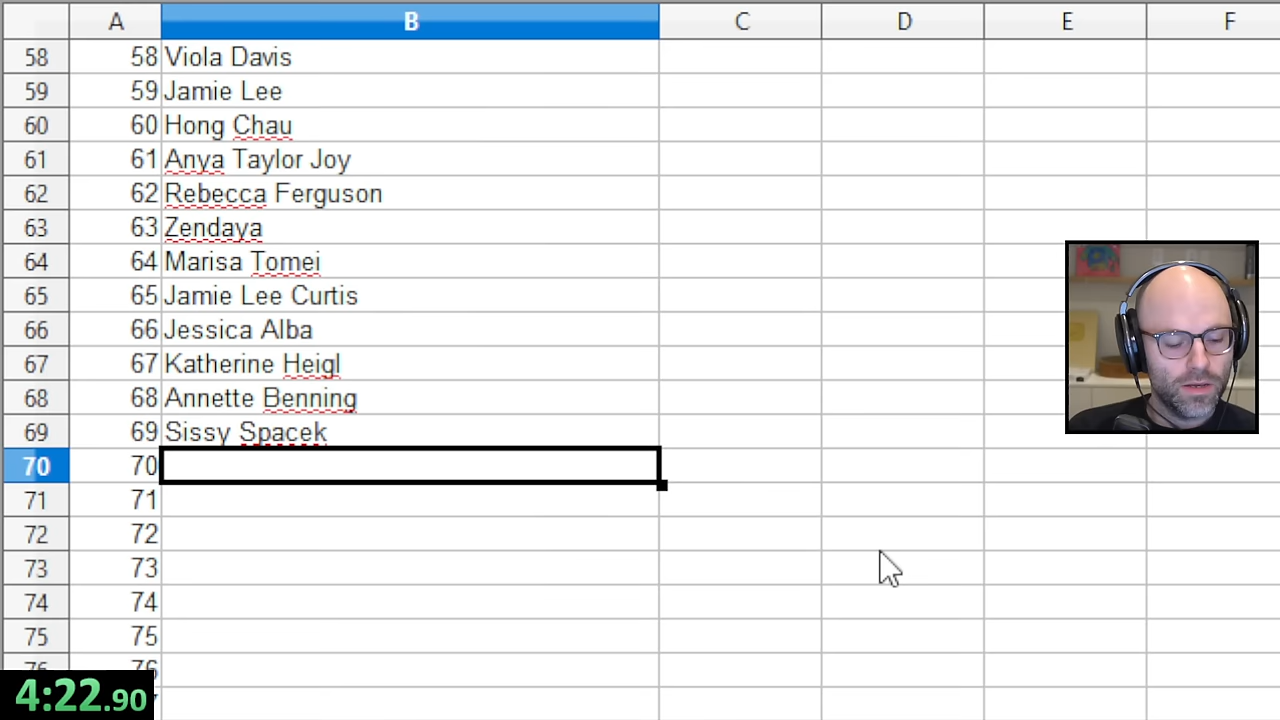 A B C D E F
58 58 Viola Davis
59 59 Jamie Lee
60 60 Hong Chau
61 61 Anya Taylor Joy
62 62 Rebecca Ferguson
63 63 Zendaya
64 64 Marisa Tomei
65 65 Jamie Lee Curtis
66 66 Jessica Alba
67 67 Katherine Heigl
68 68 Annette Benning
69 69 Sissy Spacek
70 70
71 71
72 72
73 73
74 74
75 75
76 76
4:22.90